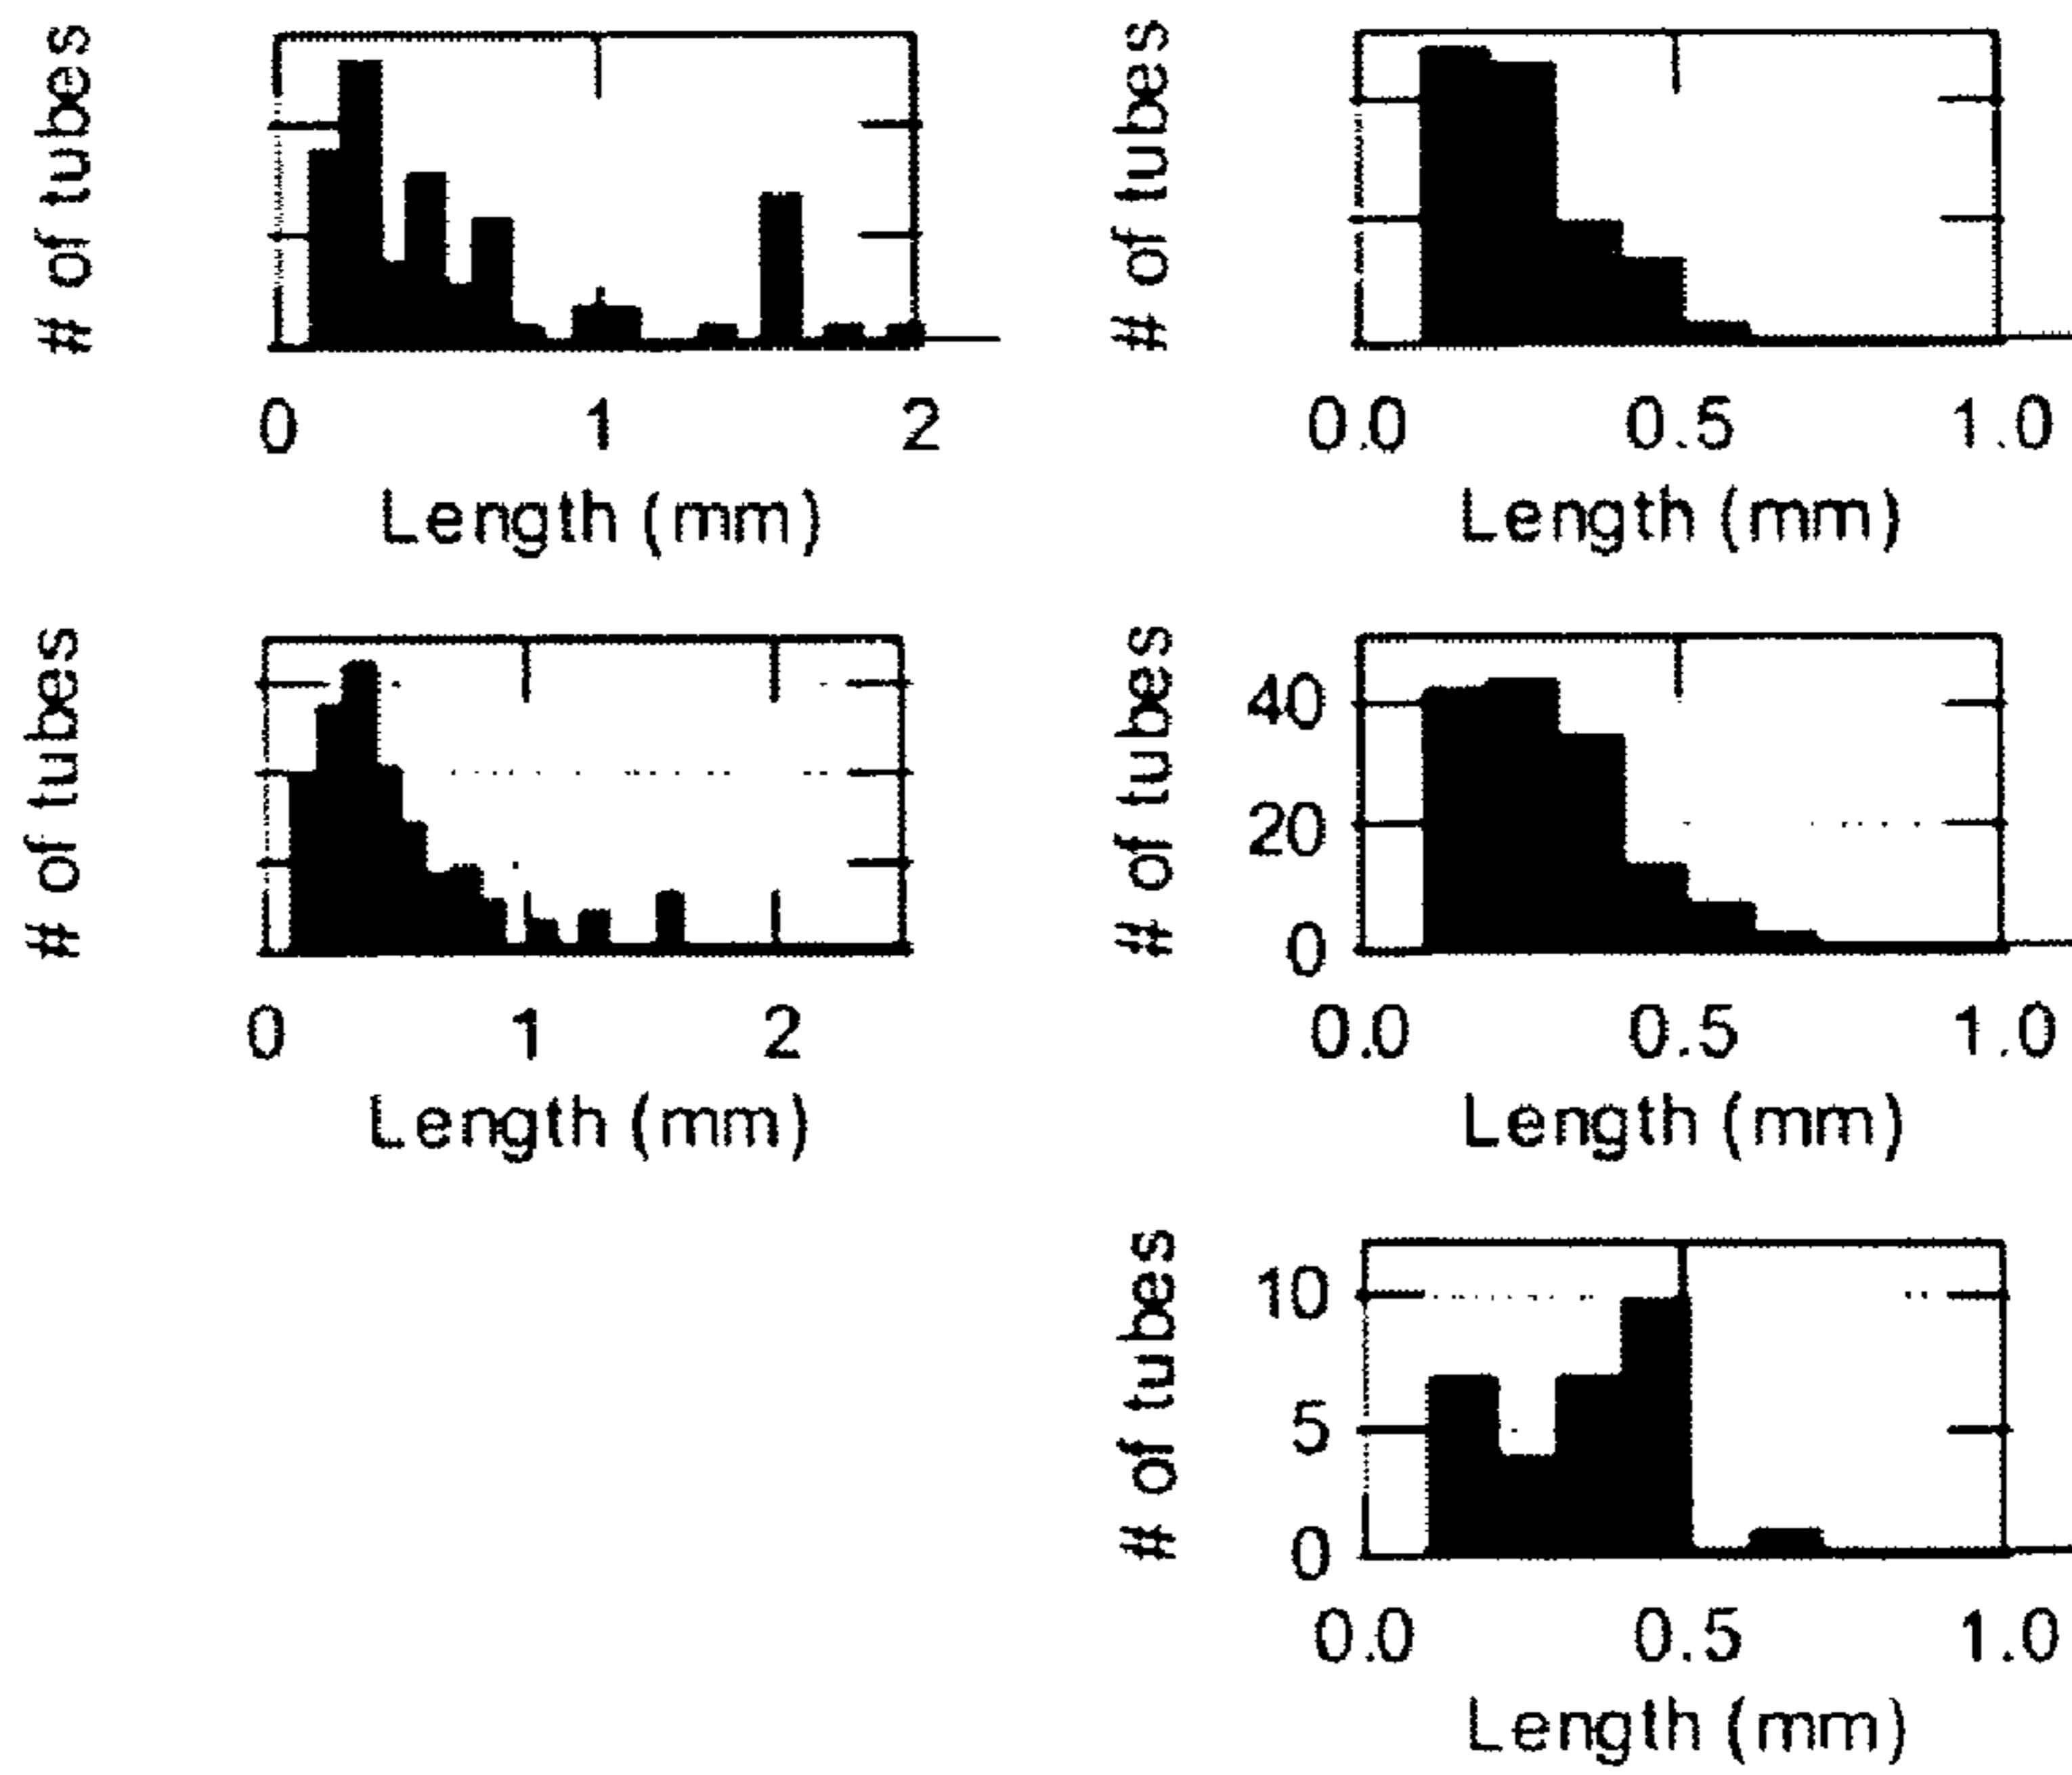 # of tubes
0 1 2
Length (mm)
# of tubes
0.0 0.5 1.0
Length (mm)
# of tubes
0 1 2
Length (mm)
# of tubes
40
20
0
0.0 0.5 1.0
Length (mm)
# of tubes
10
5
0
0.0 0.5 1.0
Length (mm)